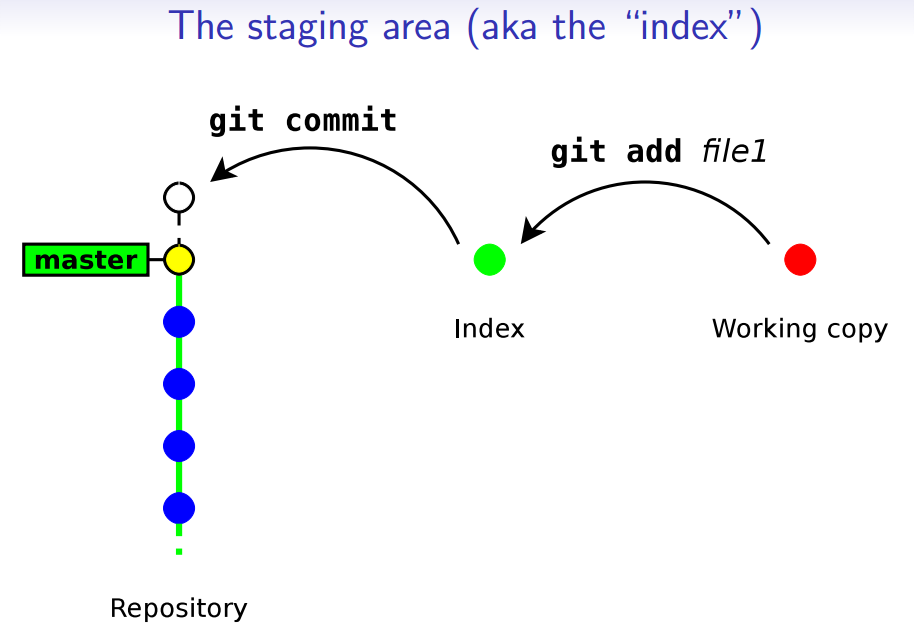 The staging area (aka the “index”)
git commit
git add file1
master
Index
Working copy
Repository